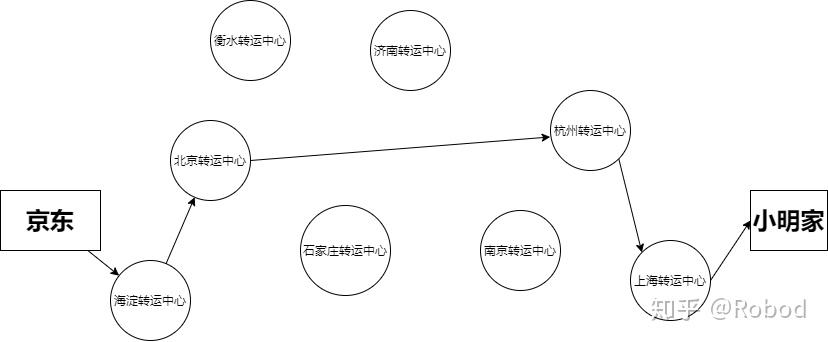 衡水转运中心
济南转运中心
杭州转运中心
北京转运中心
京东
小明家
石家庄转运中心
南京转运中心
海淀转运中心
上海转运中心
知乎 @Robod